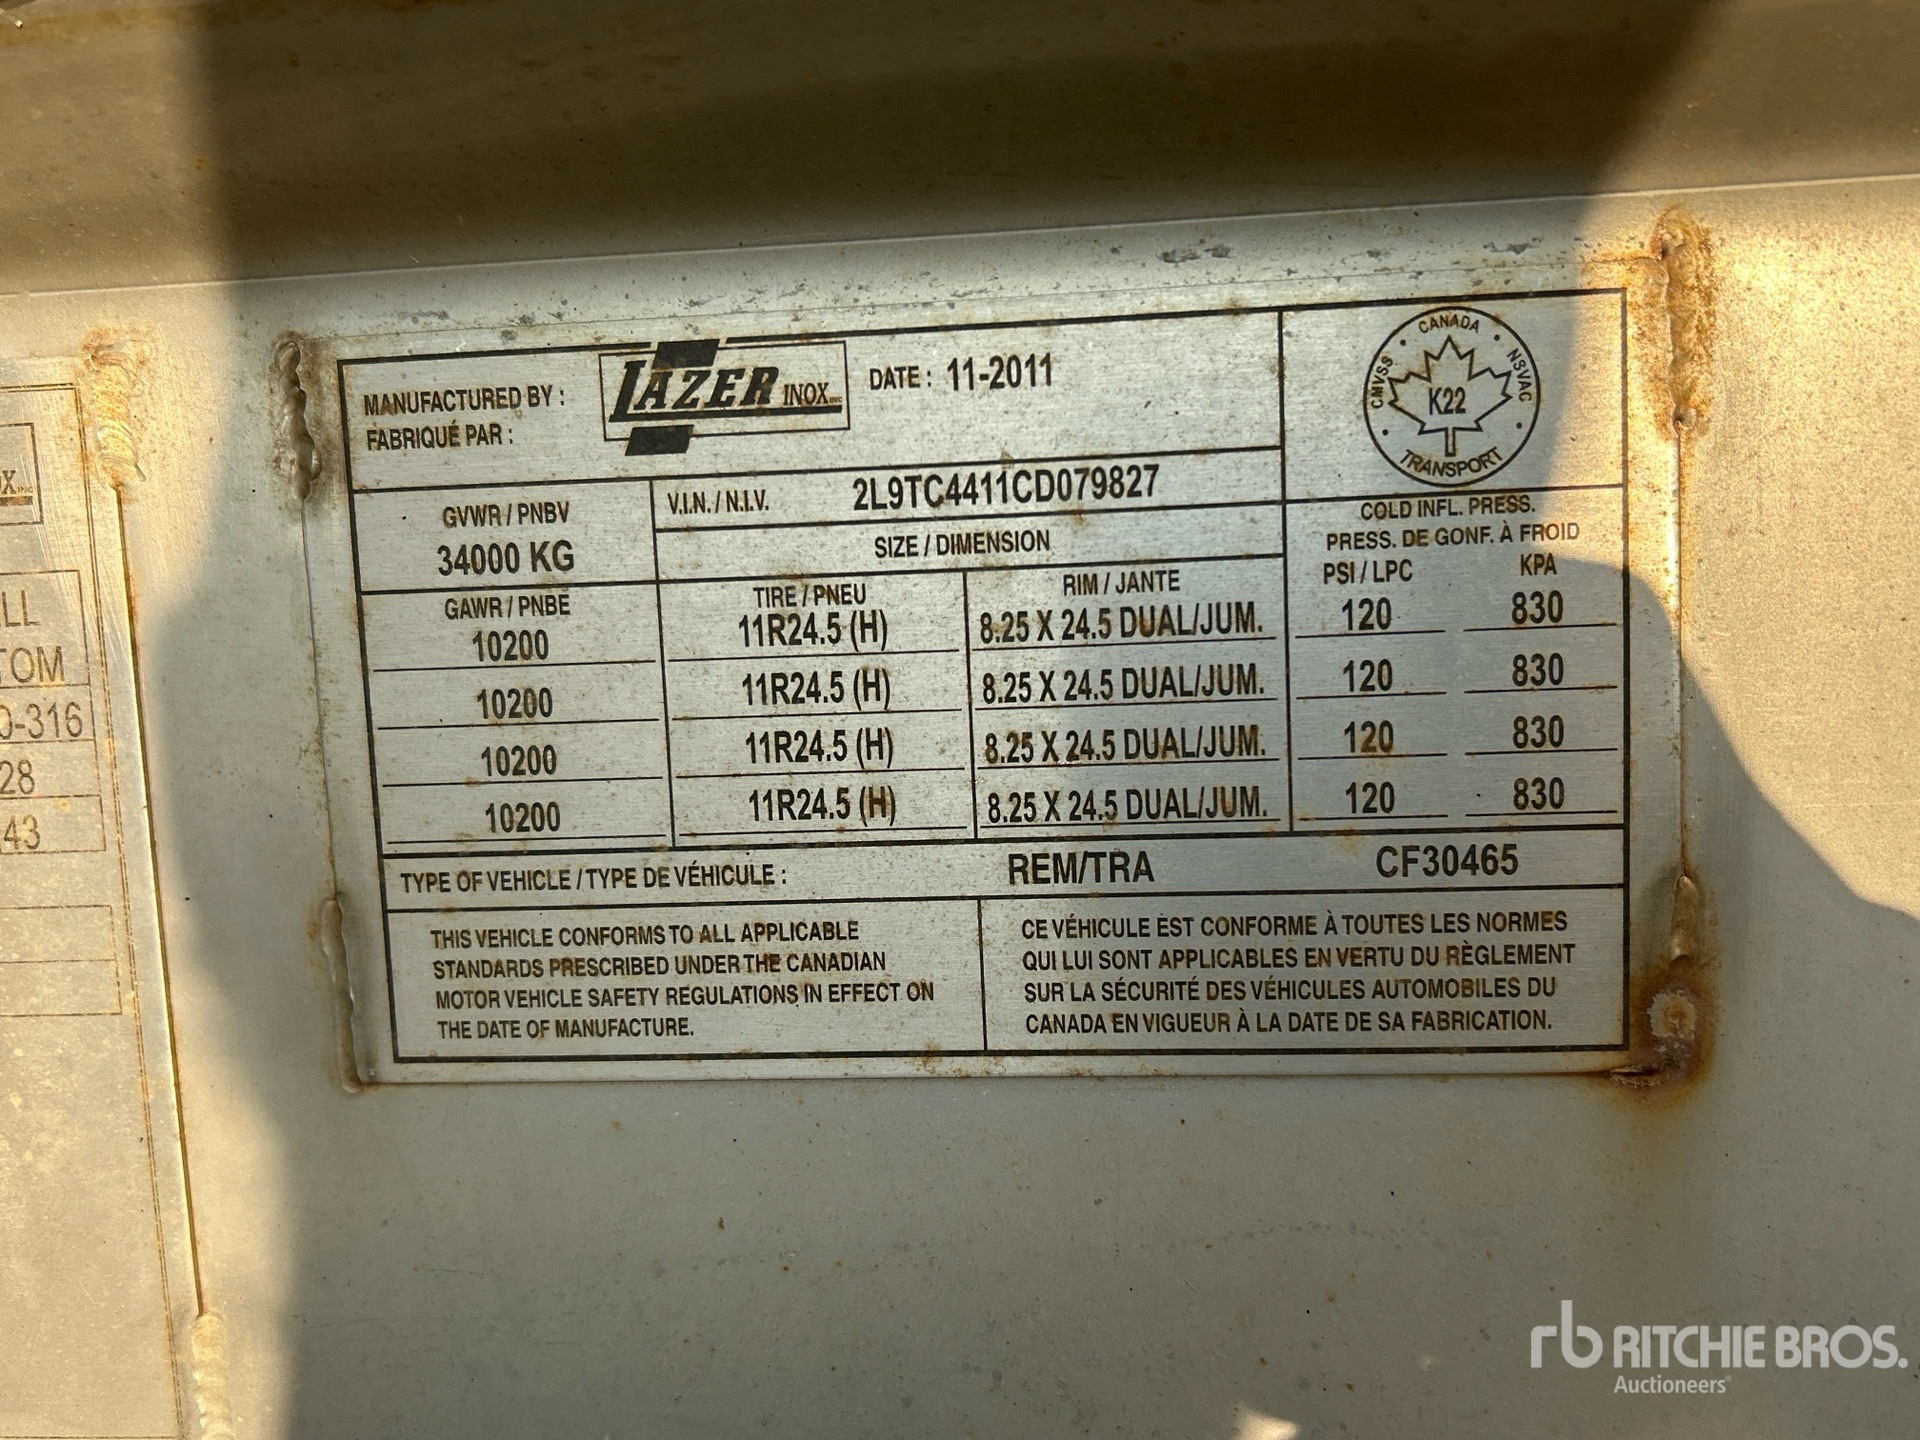 MANUFACTURED BY :
FABRIQUÉ PAR :
LAZER INOX INC
DATE : 11-2011
CANADA
CMVSS
NSVAC
K22
TRANSPORT
GVWR / PNBV
34000 KG
V.I.N. / N.I.V. 2L9TC4411CD079827
SIZE / DIMENSION
COLD INFL. PRESS.
PRESS. DE GONF. À FROID
GAWR / PNBE TIRE / PNEU RIM / JANTE PSI / LPC KPA
10200 11R24.5 (H) 8.25 X 24.5 DUAL/JUM. 120 830
10200 11R24.5 (H) 8.25 X 24.5 DUAL/JUM. 120 830
10200 11R24.5 (H) 8.25 X 24.5 DUAL/JUM. 120 830
10200 11R24.5 (H) 8.25 X 24.5 DUAL/JUM. 120 830
TYPE OF VEHICLE / TYPE DE VÉHICULE : REM/TRA CF30465
THIS VEHICLE CONFORMS TO ALL APPLICABLE
STANDARDS PRESCRIBED UNDER THE CANADIAN
MOTOR VEHICLE SAFETY REGULATIONS IN EFFECT ON
THE DATE OF MANUFACTURE.
CE VÉHICULE EST CONFORME À TOUTES LES NORMES
QUI LUI SONT APPLICABLES EN VERTU DU RÈGLEMENT
SUR LA SÉCURITÉ DES VÉHICULES AUTOMOBILES DU
CANADA EN VIGUEUR À LA DATE DE SA FABRICATION.
0-316
28
43
rb RITCHIE BROS.
Auctioneers